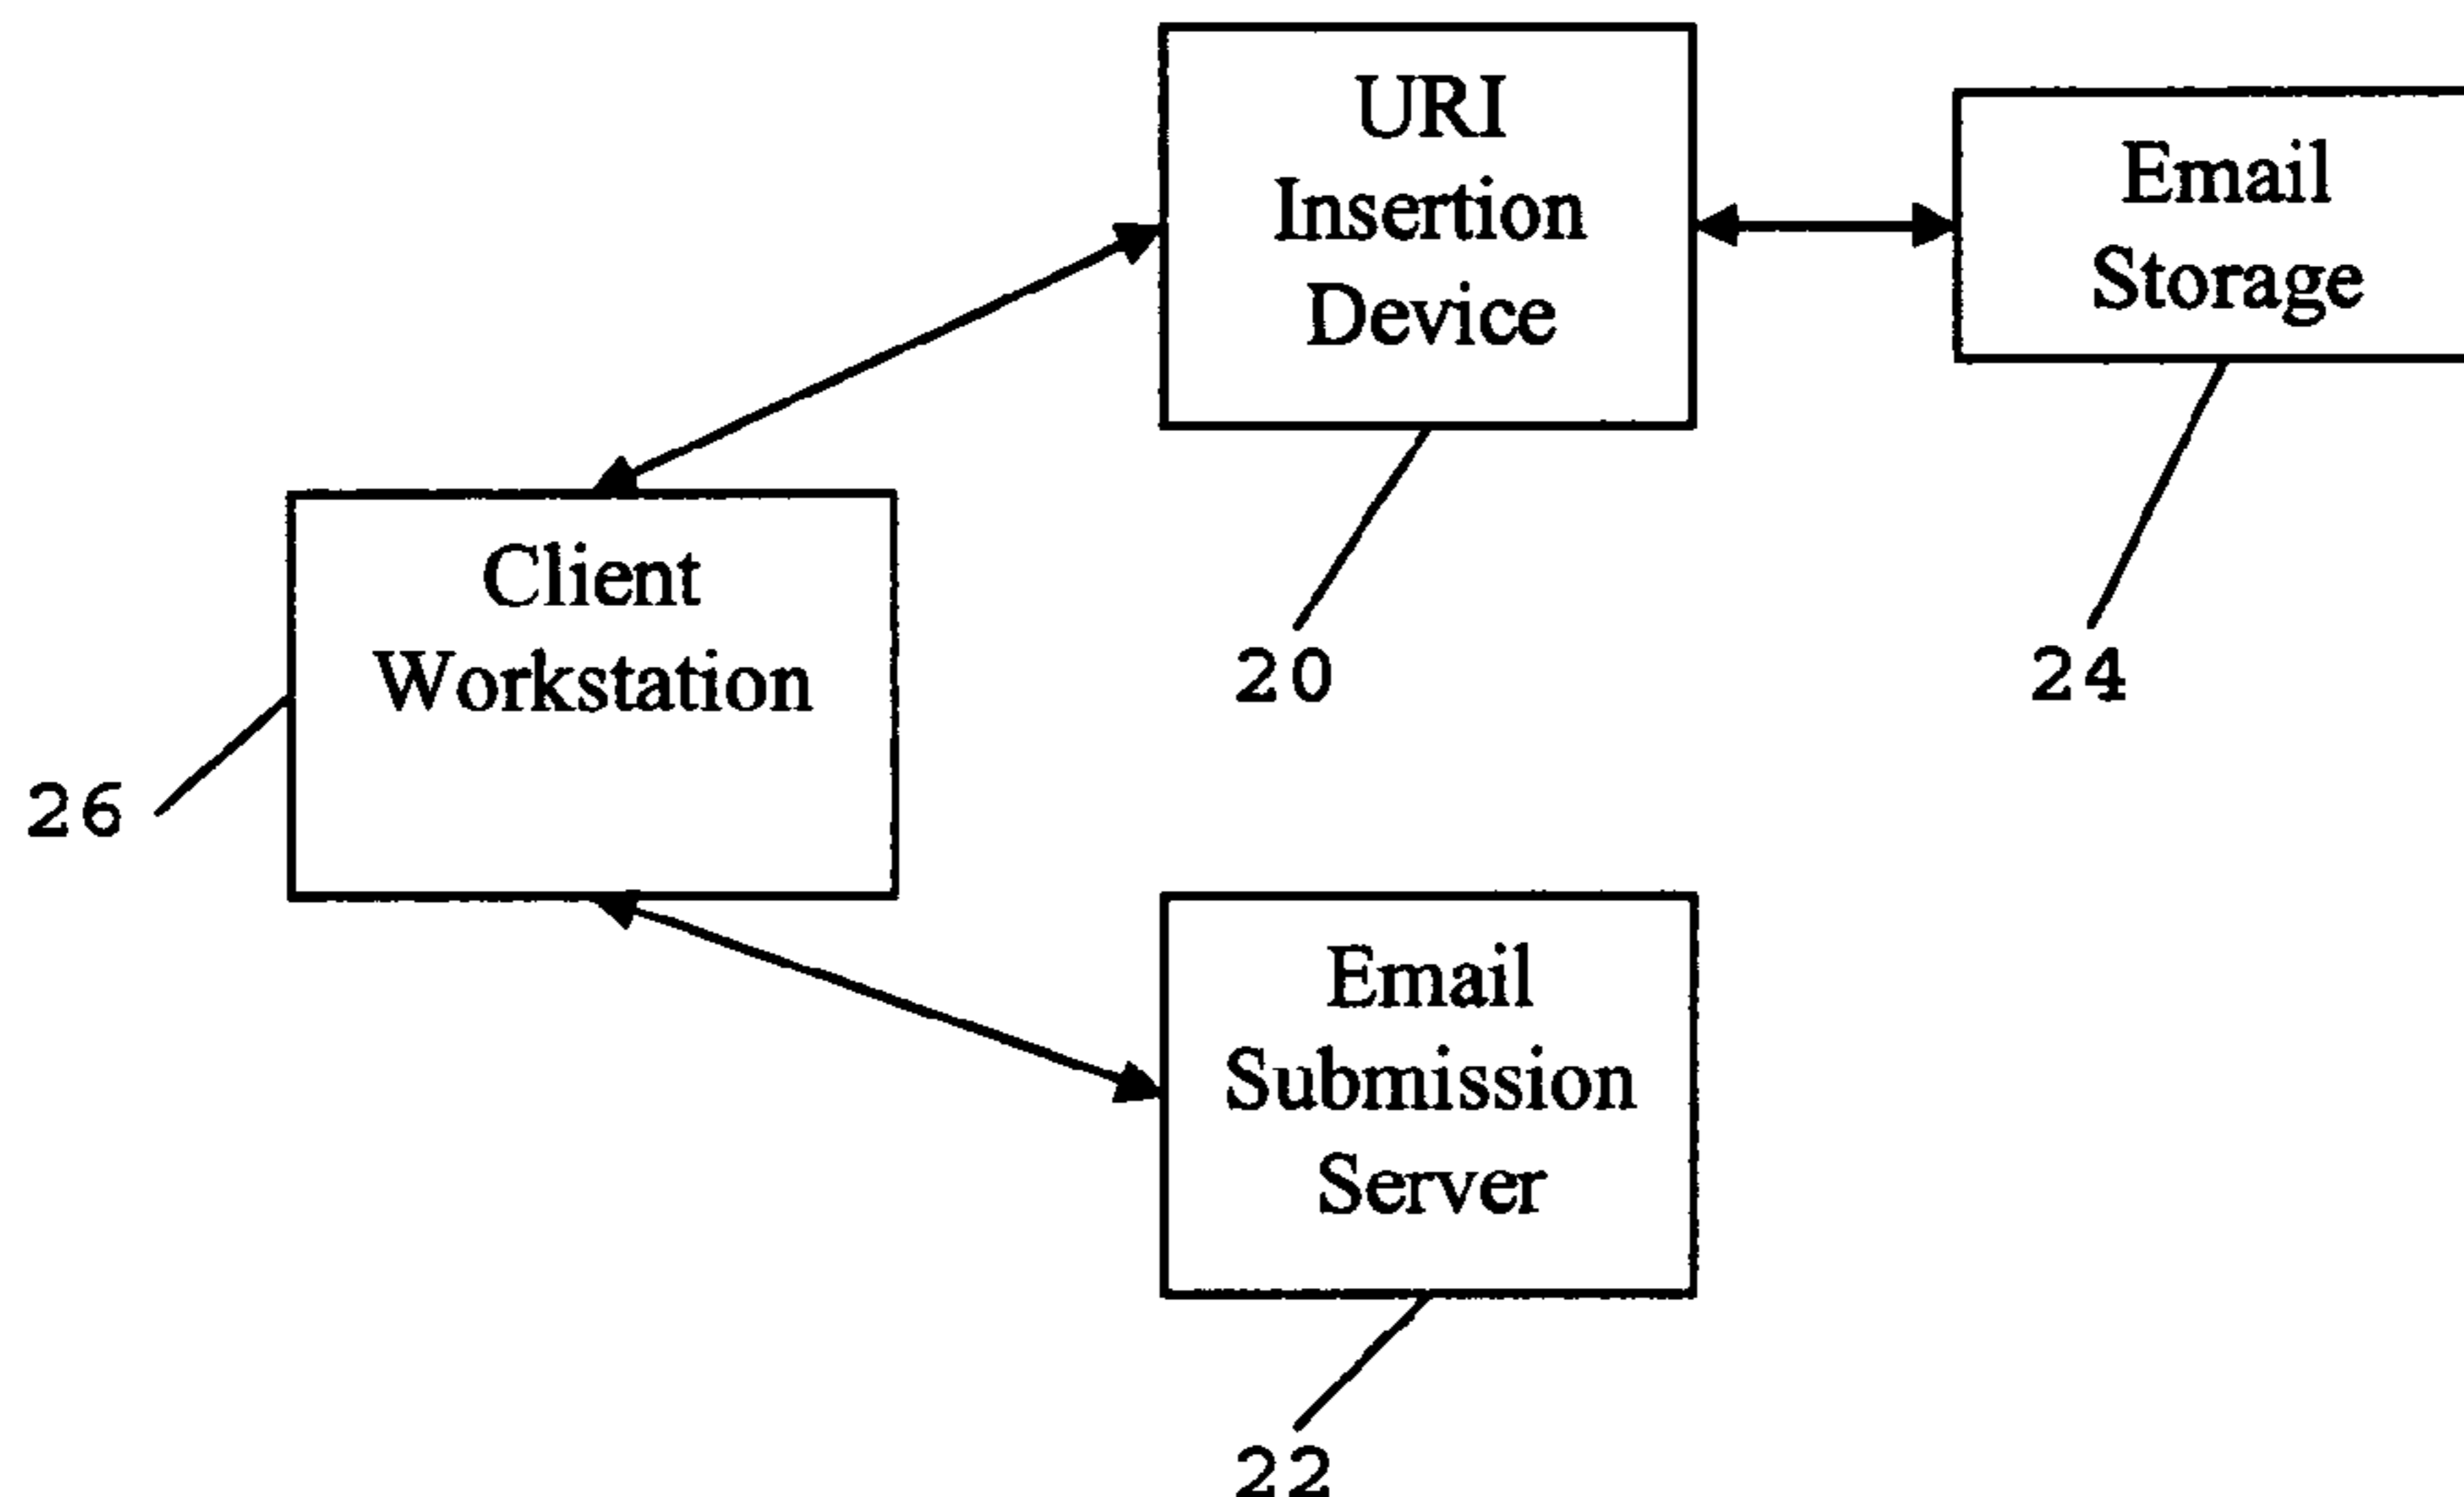 URI
Insertion
Device
Email
Storage
Client
Workstation
20
24
26
Email
Submission
Server
22